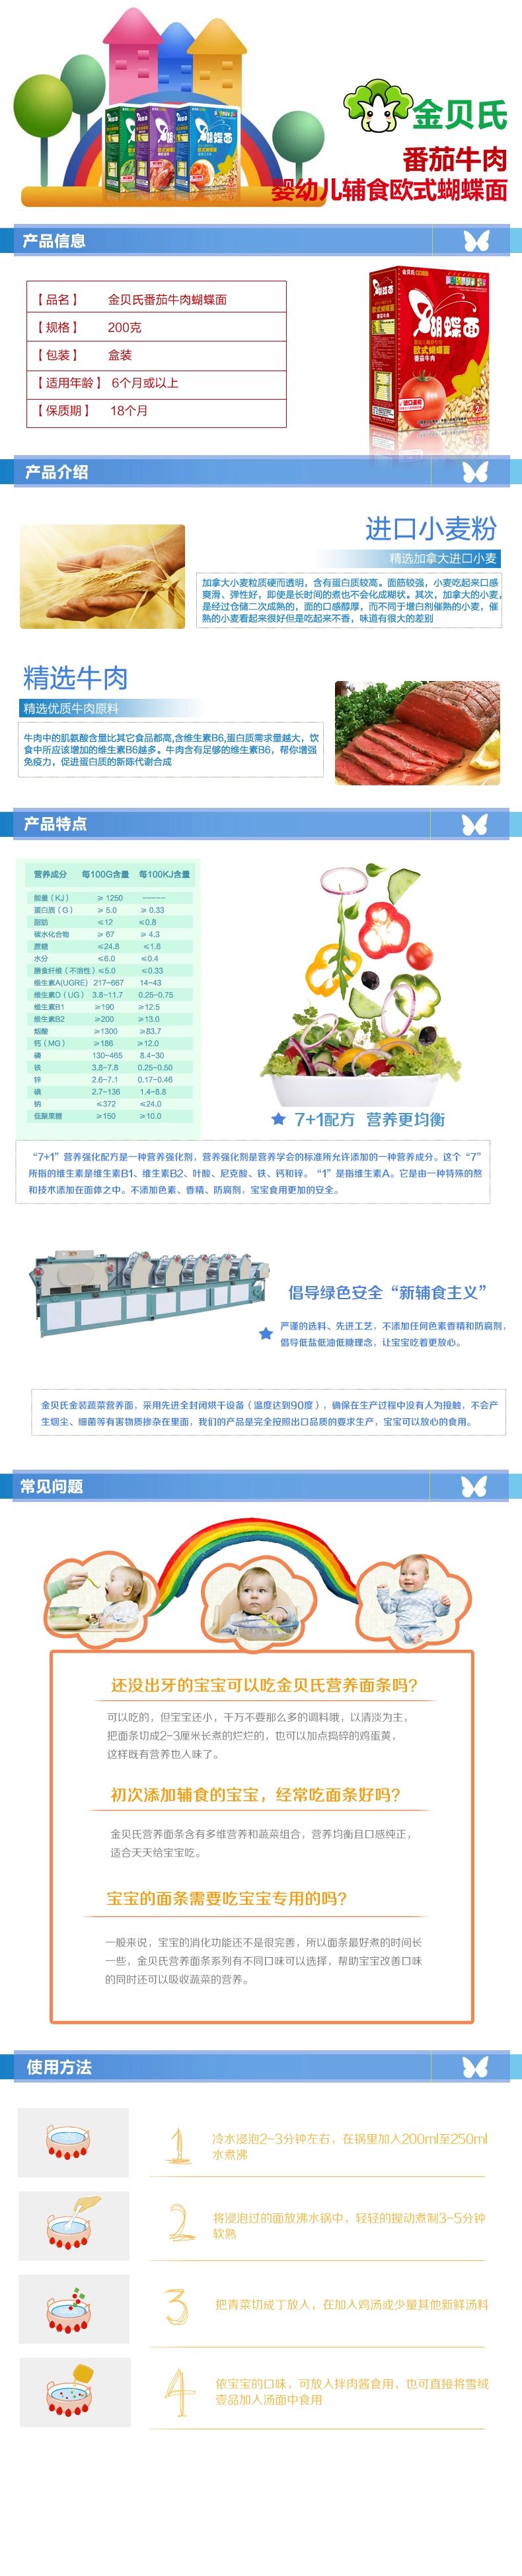 金贝氏
番茄牛肉
婴幼儿辅食欧式蝴蝶面
产品信息
【 品名 】 金贝氏番茄牛肉蝴蝶面
【 规格 】 200克
【 包装 】 盒装
【 适用年龄 】 6个月或以上
【 保质期 】 18个月
蝴蝶面
欧式蝴蝶面
番茄牛肉
产品介绍
进口小麦粉
精选加拿大进口小麦
加拿大小麦粒质硬而透明，含有蛋白质较高。面筋较强，小麦吃起来口感
爽滑、弹性好，即使是长时间的煮也不会化成糊状。其次，加拿大的小麦，
是经过仓储二次成熟的，面的口感醇厚，而不同于增白剂催熟的小麦，催
熟的小麦看起来很好但是吃起来不香，味道有很大的差别
精选牛肉
精选优质牛肉原料
牛肉中的肌氨酸含量比其它食品都高,含维生素B6,蛋白质需求量越大，饮
食中所应该增加的维生素B6越多。牛肉含有足够的维生素B6，帮你增强
免疫力，促进蛋白质的新陈代谢合成
产品特点
营养成分 每100G含量 每100KJ含量
能量（KJ） ≥ 1250 -----
蛋白质（G） ≥ 5.0 ≥ 0.33
脂肪 ≤12 ≤0.8
碳水化合物 ≥ 67 ≥ 4.3
蔗糖 ≤24.8 ≤1.6
水分 ≤6.0 ≤0.4
膳食纤维（不溶性）≤5.0 ≤0.33
维生素A(UGRE) 217-667 14-43
维生素D（UG） 3.8-11.7 0.25-0.75
维生素B1 ≥190 ≥12.5
维生素B2 ≥200 ≥13.0
烟酸 ≥1300 ≥83.7
钙（MG） ≥186 ≥12.0
磷 130-465 8.4-30
铁 3.8-7.8 0.25-0.50
锌 2.6-7.1 0.17-0.46
碘 2.7-136 1.4-8.8
钠 ≤372 ≤24.0
低聚果糖 ≥150 ≥10.0
7+1配方 营养更均衡
“7+1”营养强化配方是一种营养强化剂，营养强化剂是营养学会的标准所允许添加的一种营养成分。这个“7”
所指的维生素是维生素B1、维生素B2、叶酸、尼克酸、铁、钙和锌。“1”是指维生素A。它是由一种特殊的熬
和技术添加在面体之中。不添加色素、香精、防腐剂，宝宝食用更加的安全。
倡导绿色安全“新辅食主义”
严谨的选料、先进工艺，不添加任何色素香精和防腐剂，
倡导低盐低油低糖理念，让宝宝吃着更放心。
金贝氏金装蔬菜营养面，采用先进全封闭烘干设备（温度达到90度），确保在生产过程中没有人为接触，不会产
生烟尘、细菌等有害物质掺杂在里面，我们的产品是完全按照出口品质的要求生产，宝宝可以放心的食用。
常见问题
还没出牙的宝宝可以吃金贝氏营养面条吗?
可以吃的，但宝宝还小，千万不要那么多的调料哦，以清淡为主，
把面条切成2-3厘米长煮的烂烂的，也可以加点捣碎的鸡蛋黄，
这样既有营养也入味了。
初次添加辅食的宝宝，经常吃面条好吗?
金贝氏营养面条含有多维营养和蔬菜组合，营养均衡且口感纯正，
适合天天给宝宝吃。
宝宝的面条需要吃宝宝专用的吗?
一般来说，宝宝的消化功能还不是很完善，所以面条最好煮的时间长
一些，金贝氏营养面条系列有不同口味可以选择，帮助宝宝改善口味
的同时还可以吸收蔬菜的营养。
使用方法
1 冷水浸泡2~3分钟左右，在锅里加入200ml至250ml
水煮沸
2 将浸泡过的面放沸水锅中，轻轻的搅动煮制3-5分钟
软熟
3 把青菜切成丁放入，在加入鸡汤或少量其他新鲜汤料
4 依宝宝的口味，可放入拌肉酱食用，也可直接将雪绒
壹品加入汤面中食用